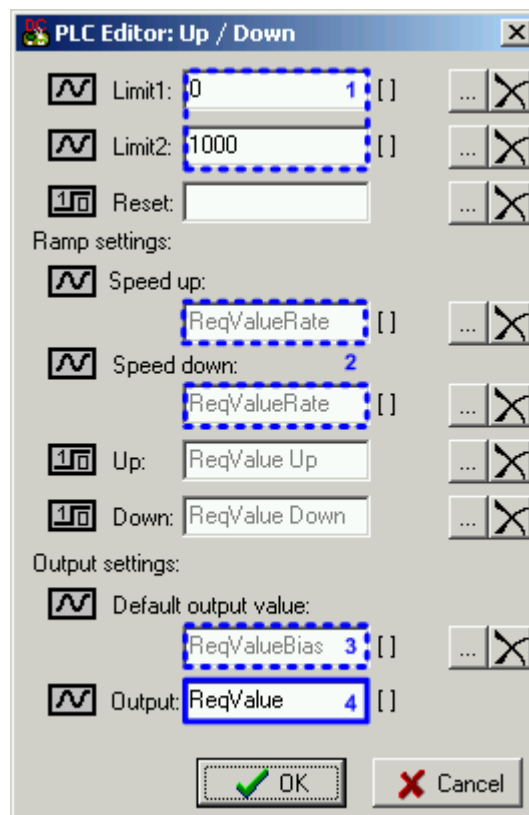 PLC Editor: Up / Down
Limit1: 0 1 [ ] ...
Limit2: 1000 [ ] ...
Reset: ...
Ramp settings:
Speed up:
ReqValueRate [ ] ...
Speed down: 2
ReqValueRate [ ] ...
Up: ReqValue Up ...
Down: ReqValue Down ...
Output settings:
Default output value:
ReqValueBias 3 [ ] ...
Output: ReqValue 4 [ ]
OK Cancel